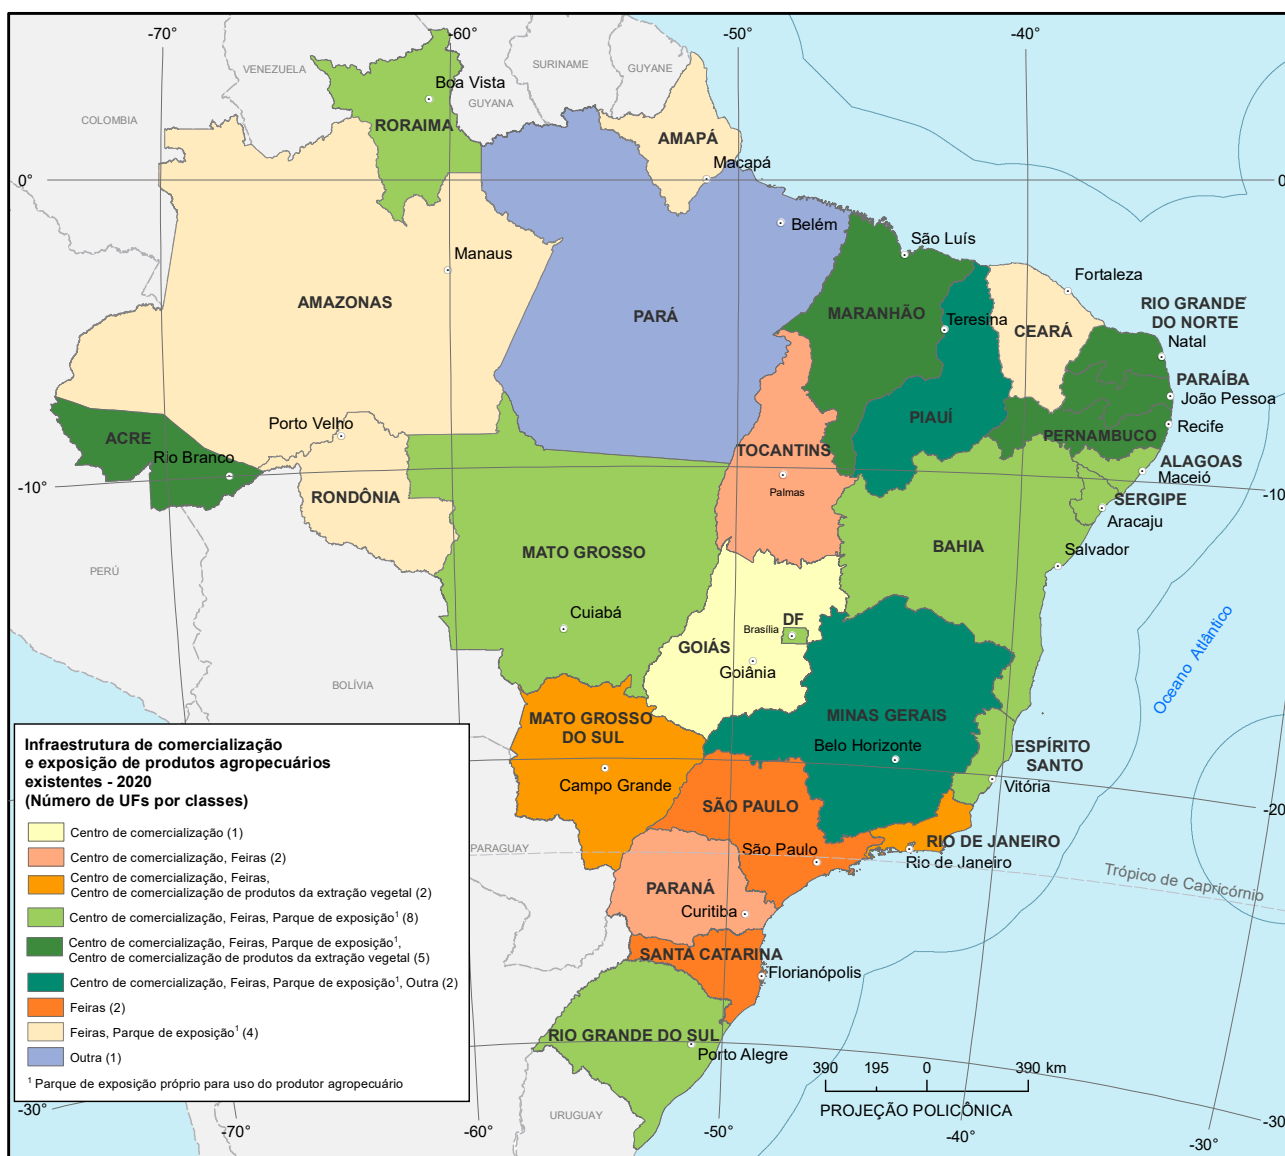 -70°
-60°
-50°
-40°
VENEZUELA
SURINAME
GUYANE
Boa Vista
GUYANA
COLOMBIA
RORAIMA
AMAPÁ
Macapá
0°
0°
Belém
São Luís
Manaus
Fortaleza
AMAZONAS
PARÁ
MARANHÃO
Teresina
CEARÁ
RIO GRANDE
DO NORTE
Natal
PARAÍBA
João Pessoa
PIAUÍ
Recife
Porto Velho
ACRE
Rio Branco
TOCANTINS
PERNAMBUCO
ALAGOAS
Maceió
-10°
-10°
RONDÔNIA
Palmas
SERGIPE
Aracaju
MATO GROSSO
BAHIA
Salvador
PERÚ
Cuiabá
DF
Brasília
GOIÁS
Goiânia
Oceano Atlântico
BOLÍVIA
MATO GROSSO
DO SUL
MINAS GERAIS
Belo Horizonte
ESPÍRITO
SANTO
Vitória
Campo Grande
SÃO PAULO
-20°
São Paulo
RIO DE JANEIRO
Rio de Janeiro
PARAGUAY
Trópico de Capricórnio
PARANÁ
Curitiba
SANTA CATARINA
Florianópolis
RIO GRANDE DO SUL
Porto Alegre
URUGUAY
Infraestrutura de comercialização
e exposição de produtos agropecuários
existentes - 2020
(Número de UFs por classes)
Centro de comercialização (1)
Centro de comercialização, Feiras (2)
Centro de comercialização, Feiras,
Centro de comercialização de produtos da extração vegetal (2)
Centro de comercialização, Feiras, Parque de exposição¹ (8)
Centro de comercialização, Feiras, Parque de exposição¹,
Centro de comercialização de produtos da extração vegetal (5)
Centro de comercialização, Feiras, Parque de exposição¹, Outra (2)
Feiras (2)
Feiras, Parque de exposição¹ (4)
Outra (1)
¹ Parque de exposição próprio para uso do produtor agropecuário
390 195 0 390 km
PROJEÇÃO POLICÔNICA
-30°
-30°
-70°
-60°
-50°
-40°
-30°